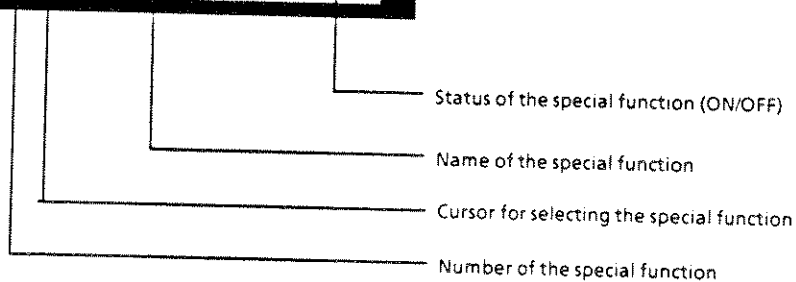 Status of the special function (ON/OFF)
Name of the special function
Cursor for selecting the special function
Number of the special function